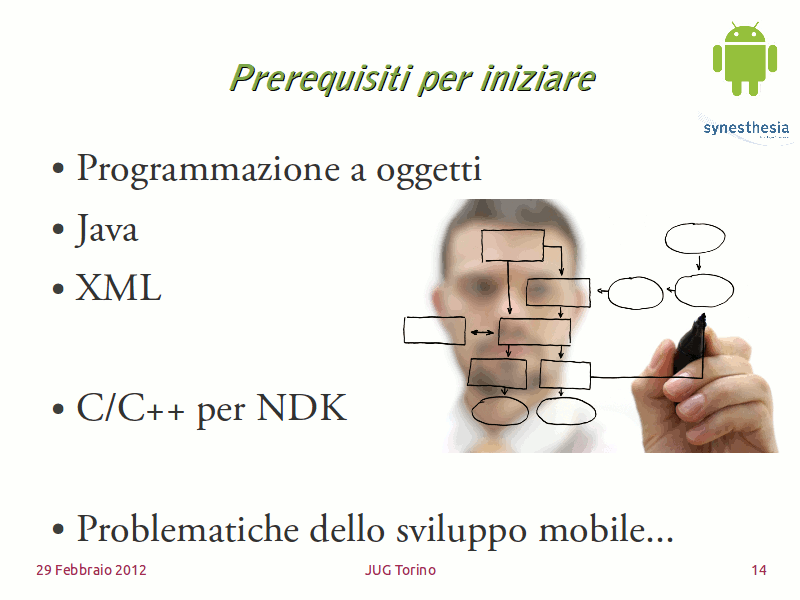 Prerequisiti per iniziare
synesthesia
• Programmazione a oggetti
• Java
• XML
• C/C++ per NDK
• Problematiche dello sviluppo mobile...
29 Febbraio 2012
JUG Torino
14